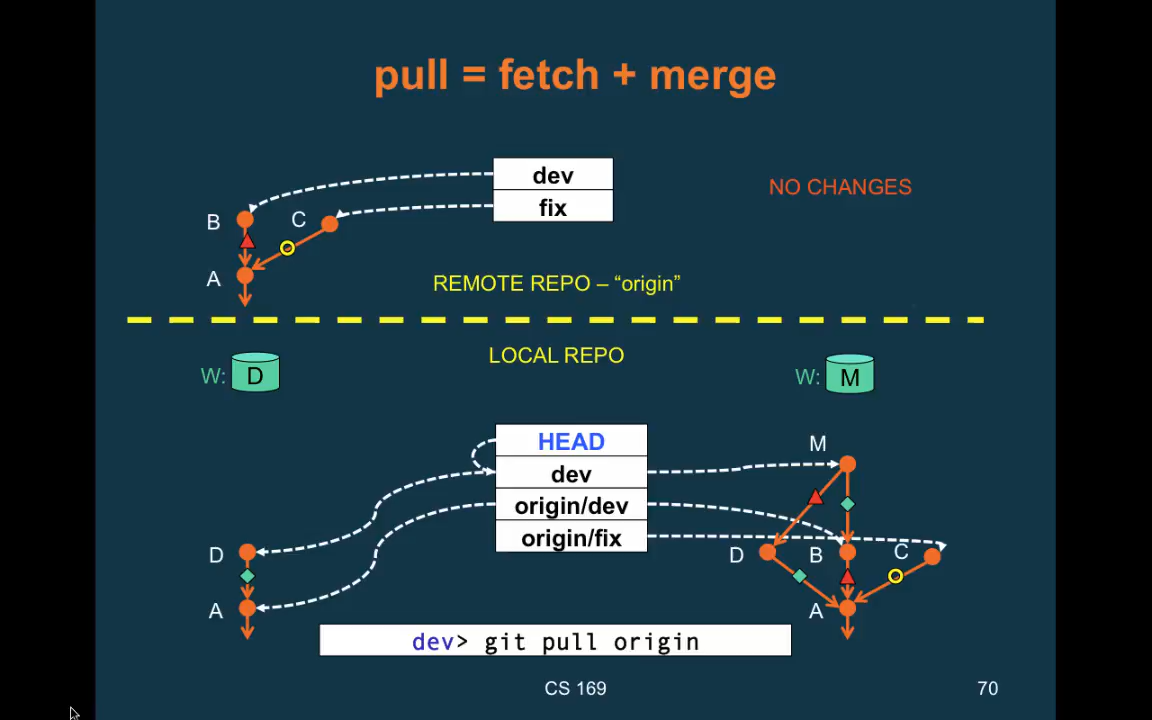 pull = fetch + merge
dev
fix
NO CHANGES
B
C
A
REMOTE REPO – “origin”
LOCAL REPO
W: D
W: M
HEAD
dev
origin/dev
origin/fix
M
D
A
D
B
C
A
dev> git pull origin
CS 169
70